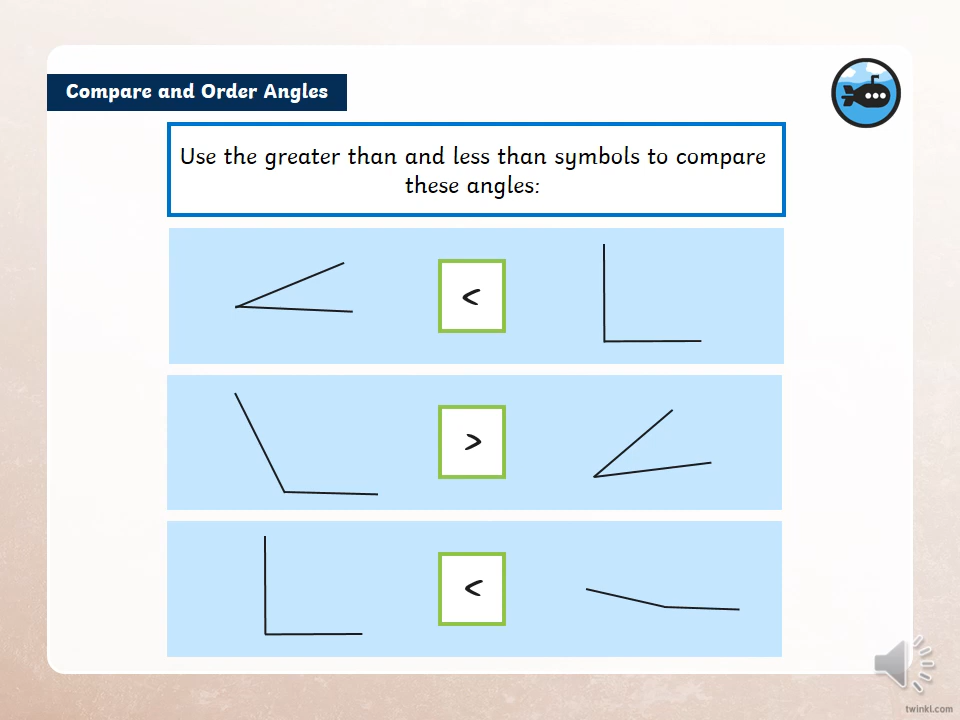 Compare and Order Angles
Use the greater than and less than symbols to compare
these angles:
<
>
<
twinkl.com